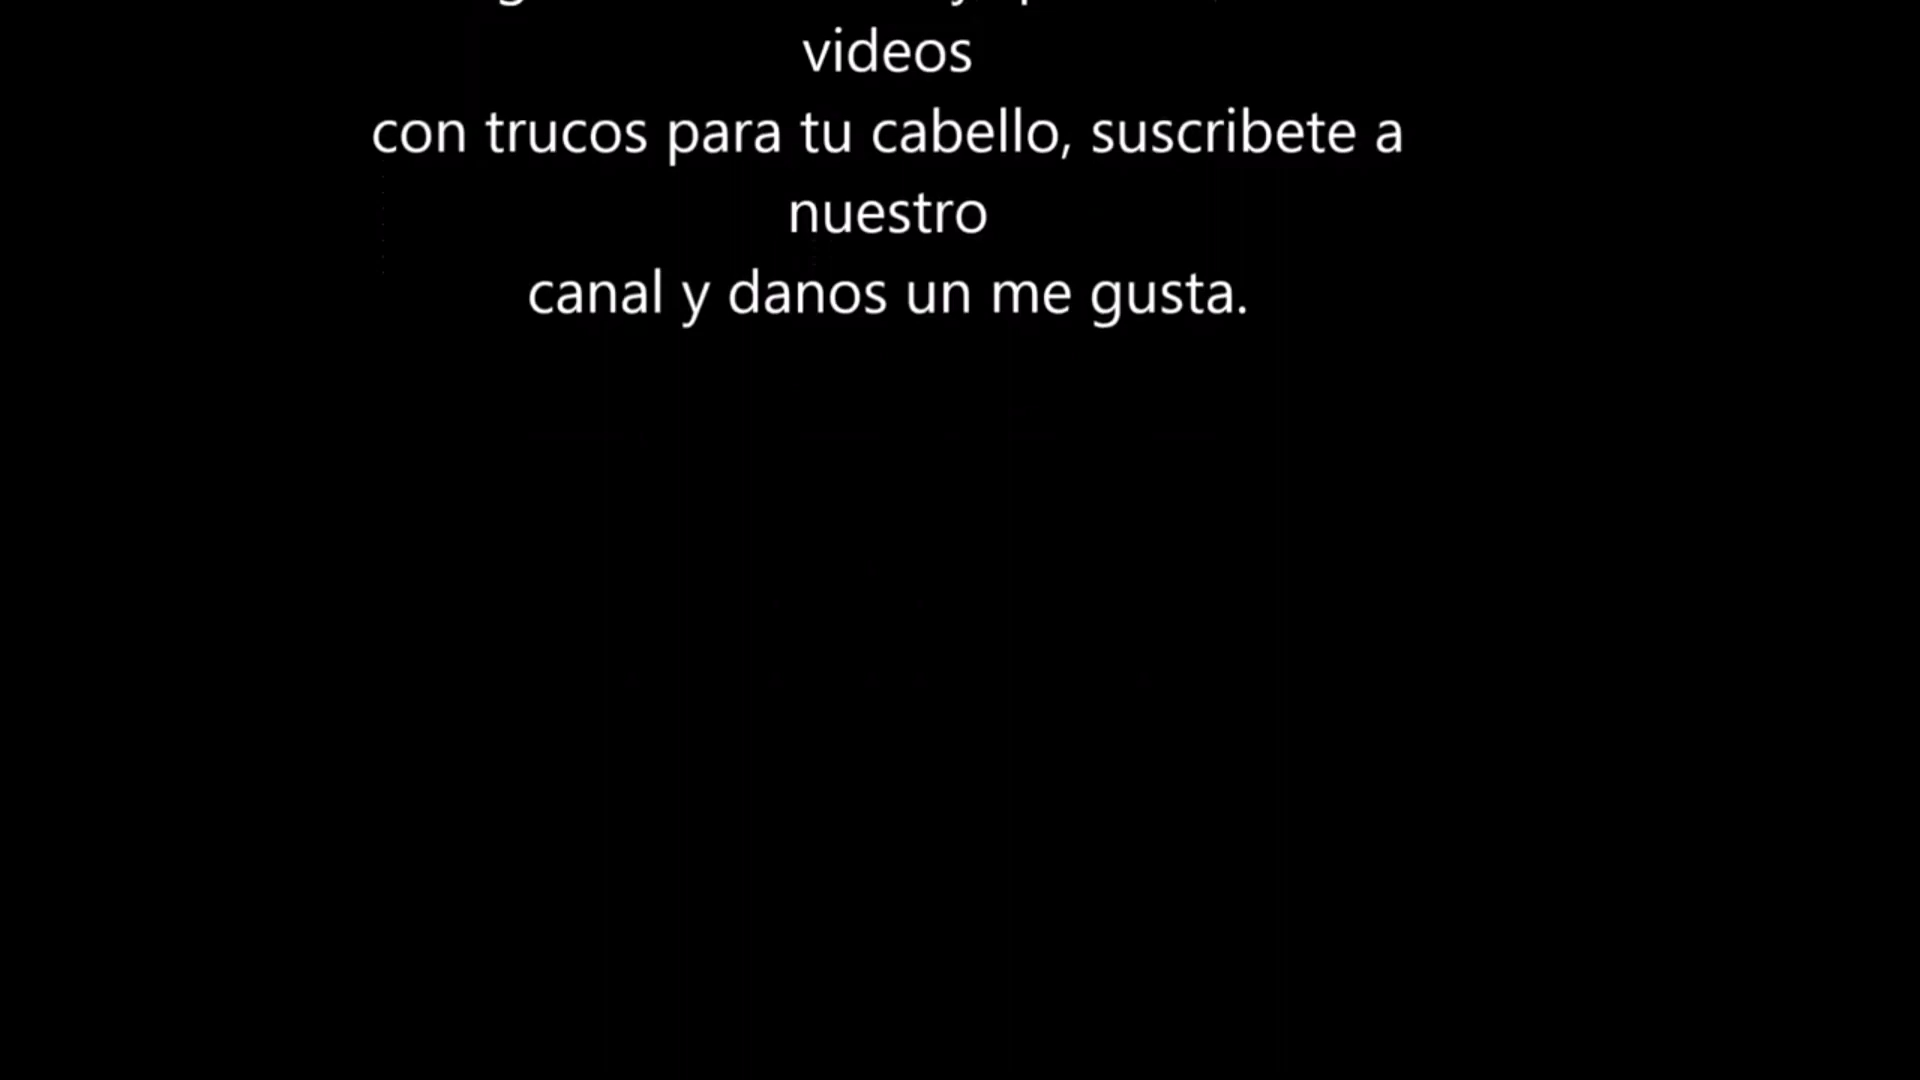 videos
con trucos para tu cabello, suscribete a
nuestro
canal y danos un me gusta.